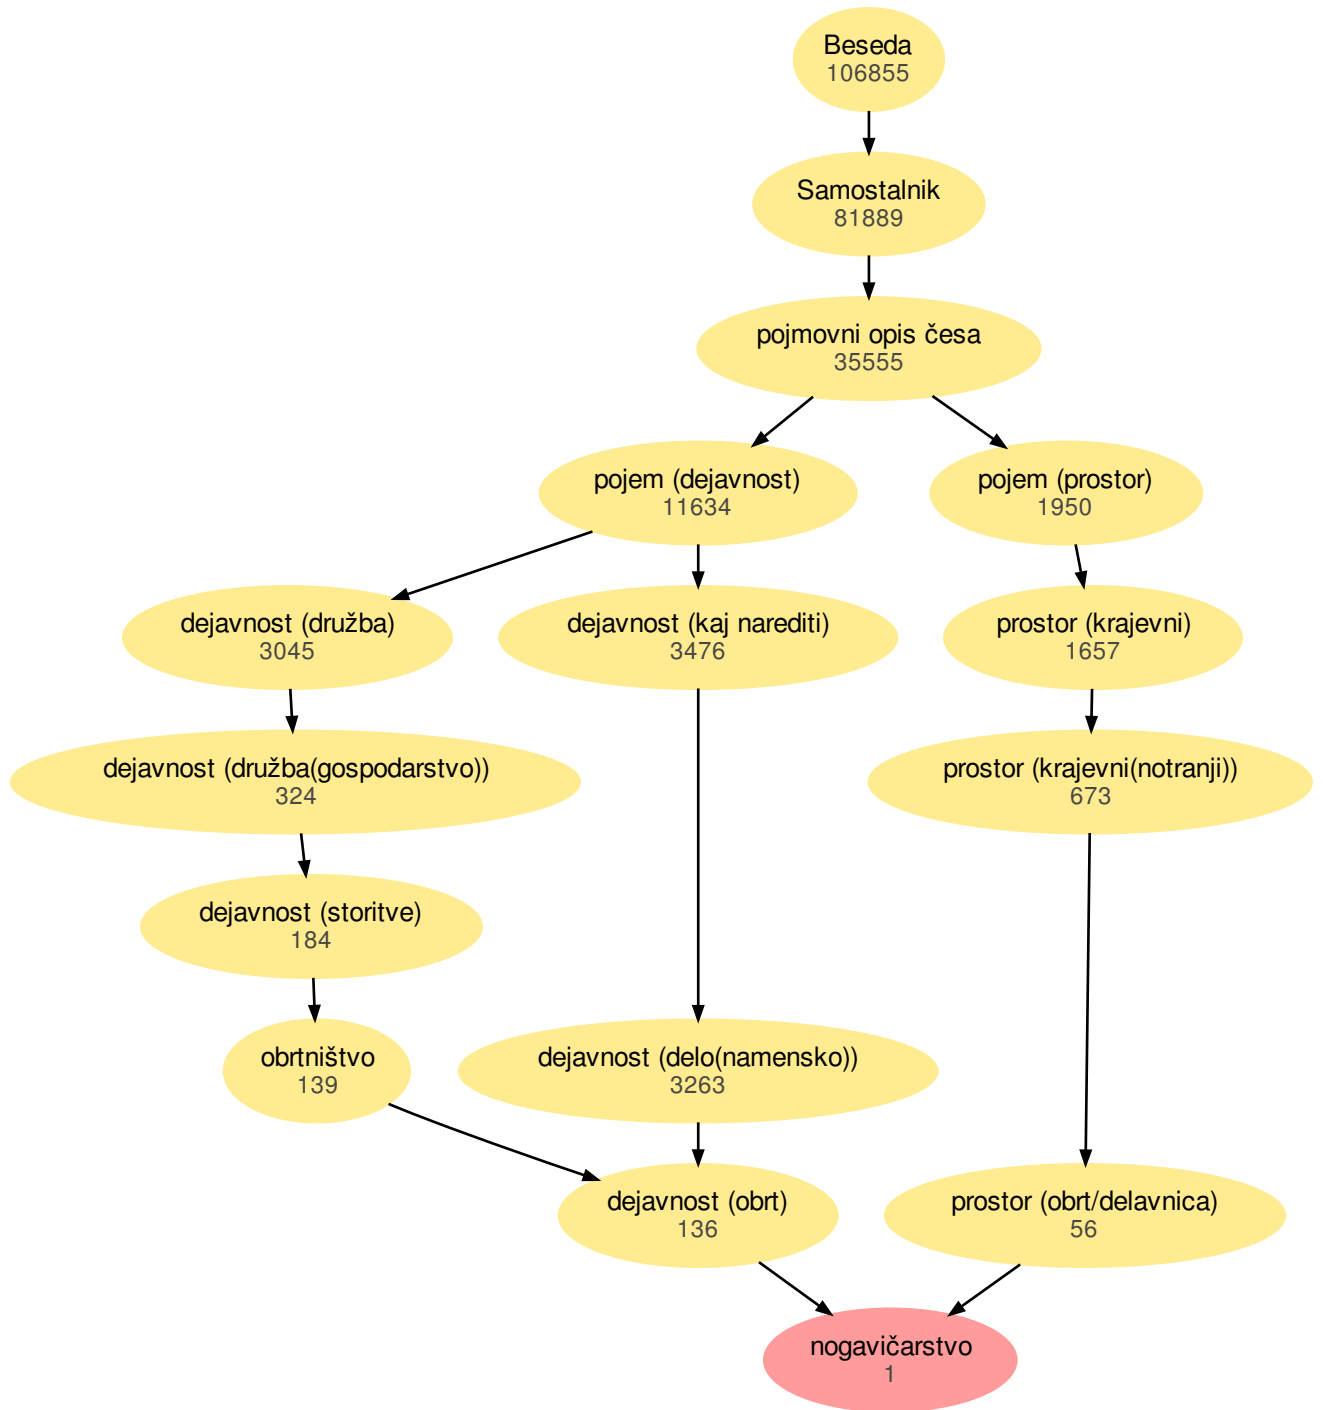 Beseda
106855
Samostalnik
81889
pojmovni opis česa
35555
pojem (dejavnost)
11634
pojem (prostor)
1950
dejavnost (družba)
3045
dejavnost (kaj narediti)
3476
prostor (krajevni)
1657
dejavnost (družba(gospodarstvo))
324
prostor (krajevni(notranji))
673
dejavnost (storitve)
184
obrtništvo
139
dejavnost (delo(namensko))
3263
dejavnost (obrt)
136
prostor (obrt/delavnica)
56
nogavičarstvo
1